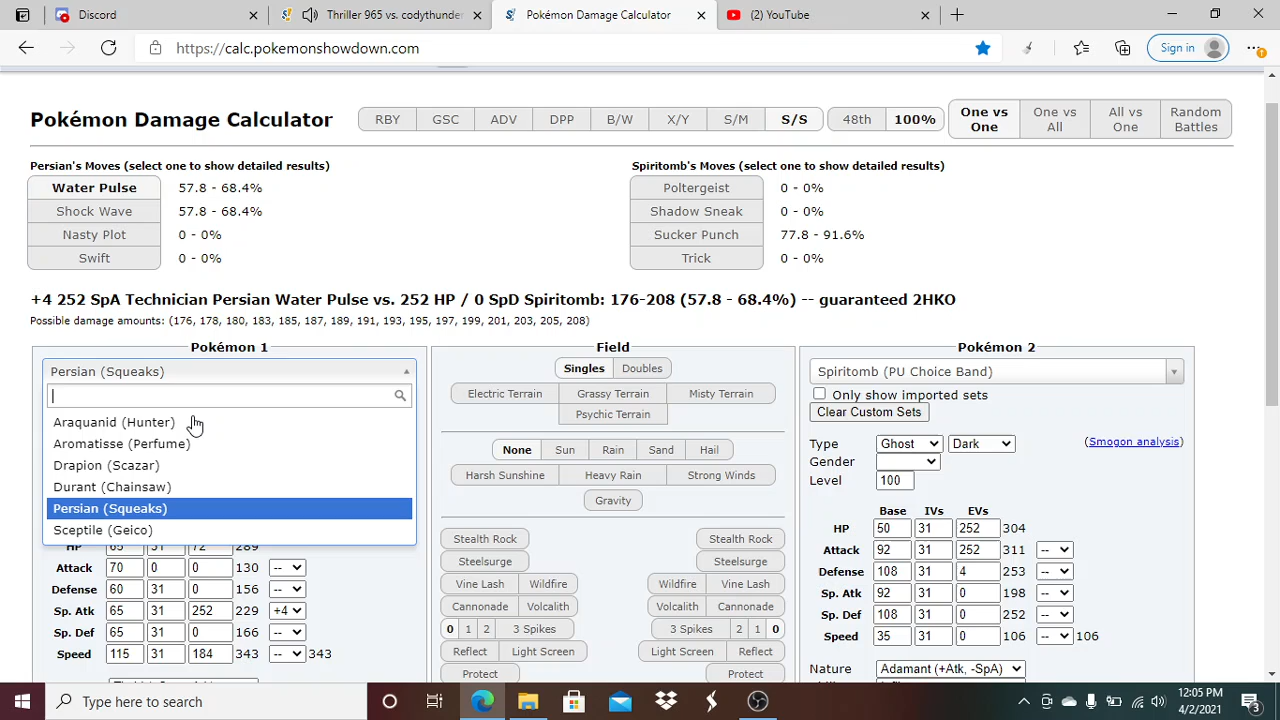 Discord
Thriller 965 vs. codythunder
Pokémon Damage Calculator
(2) YouTube
https://calc.pokemonshowdown.com
Sign in
Pokémon Damage Calculator
RBY GSC ADV DPP B/W X/Y S/M S/S
48th 100%
One vs One
One vs All
All vs One
Random Battles
Persian's Moves (select one to show detailed results)
Water Pulse 57.8 - 68.4%
Shock Wave 57.8 - 68.4%
Nasty Plot 0 - 0%
Swift 0 - 0%
Spiritomb's Moves (select one to show detailed results)
Poltergeist 0 - 0%
Shadow Sneak 0 - 0%
Sucker Punch 77.8 - 91.6%
Trick 0 - 0%
+4 252 SpA Technician Persian Water Pulse vs. 252 HP / 0 SpD Spiritomb: 176-208 (57.8 - 68.4%) -- guaranteed 2HKO
Possible damage amounts: (176, 178, 180, 183, 185, 187, 189, 191, 193, 195, 197, 199, 201, 203, 205, 208)
Pokémon 1
Persian (Squeaks)
Araquanid (Hunter)
Aromatisse (Perfume)
Drapion (Scazar)
Durant (Chainsaw)
Persian (Squeaks)
Sceptile (Geico)
HP 65 31 72 289
Attack 70 0 0 130 --
Defense 60 31 0 156 --
Sp. Atk 65 31 252 229 +4
Sp. Def 65 31 0 166 --
Speed 115 31 184 343 -- 343
Field
Singles Doubles
Electric Terrain Grassy Terrain Misty Terrain
Psychic Terrain
None Sun Rain Sand Hail
Harsh Sunshine Heavy Rain Strong Winds
Gravity
Stealth Rock Stealth Rock
Steelsurge Steelsurge
Vine Lash Wildfire Wildfire Vine Lash
Cannonade Volcalith Volcalith Cannonade
0 1 2 3 Spikes 3 Spikes 2 1 0
Reflect Light Screen Light Screen Reflect
Protect Protect
Pokémon 2
Spiritomb (PU Choice Band)
Only show imported sets
Clear Custom Sets
Type Ghost Dark (Smogon analysis)
Gender
Level 100
Base IVs EVs
HP 50 31 252 304
Attack 92 31 252 311 --
Defense 108 31 4 253 --
Sp. Atk 92 31 0 198 --
Sp. Def 108 31 0 252 --
Speed 35 31 0 106 -- 106
Nature Adamant (+Atk, -SpA)
Type here to search
12:05 PM
4/2/2021
3